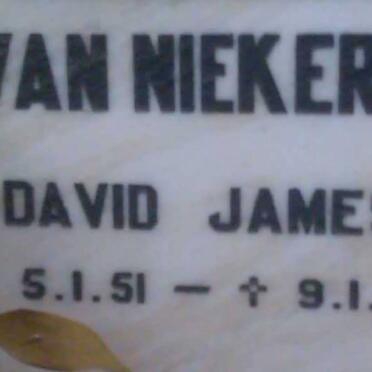 VAN NIEKER
DAVID JAMES
5.1.51 — † 9.1.